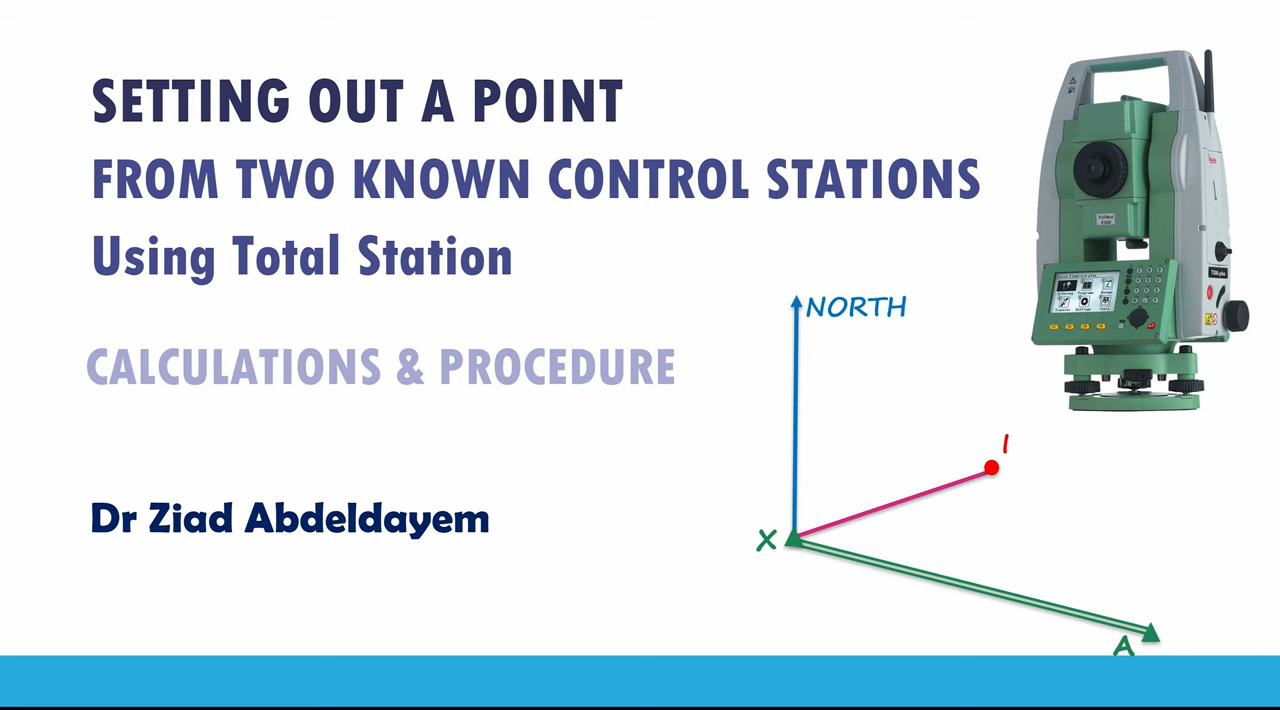 SETTING OUT A POINT
FROM TWO KNOWN CONTROL STATIONS
Using Total Station
CALCULATIONS & PROCEDURE
Dr Ziad Abdeldayem
NORTH
1
X
A